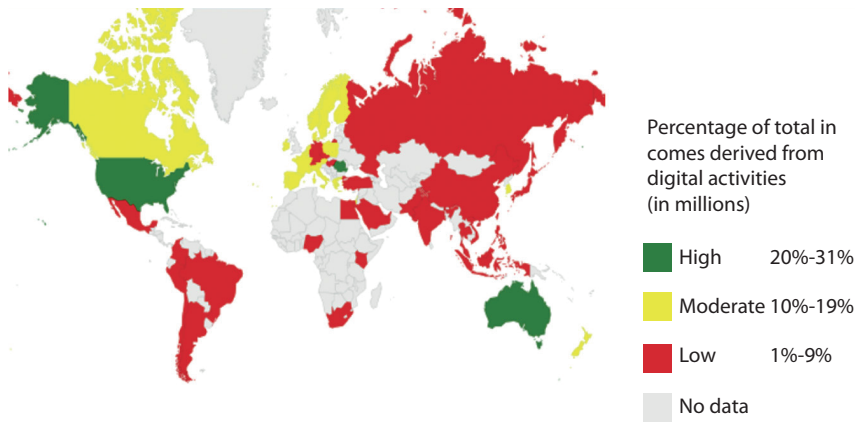 Percentage of total in
comes derived from
digital activities
(in millions)
High 20%-31%
Moderate 10%-19%
Low 1%-9%
No data